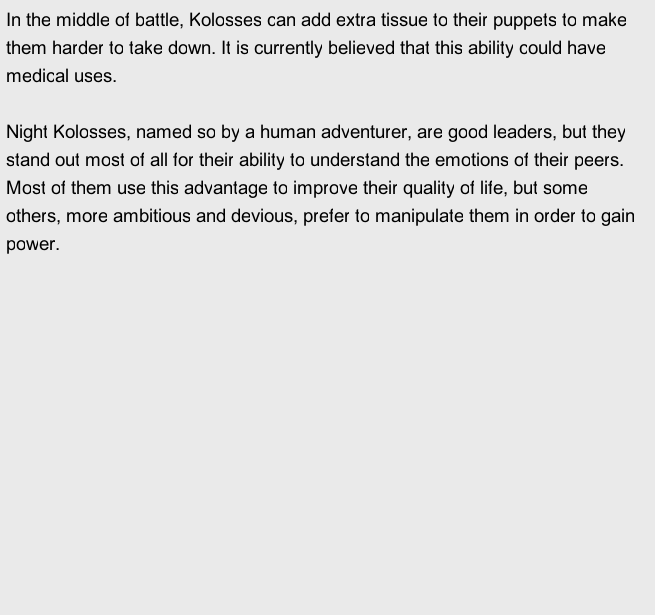 In the middle of battle, Kolosses can add extra tissue to their puppets to make
them harder to take down. It is currently believed that this ability could have
medical uses.

Night Kolosses, named so by a human adventurer, are good leaders, but they
stand out most of all for their ability to understand the emotions of their peers.
Most of them use this advantage to improve their quality of life, but some
others, more ambitious and devious, prefer to manipulate them in order to gain
power.